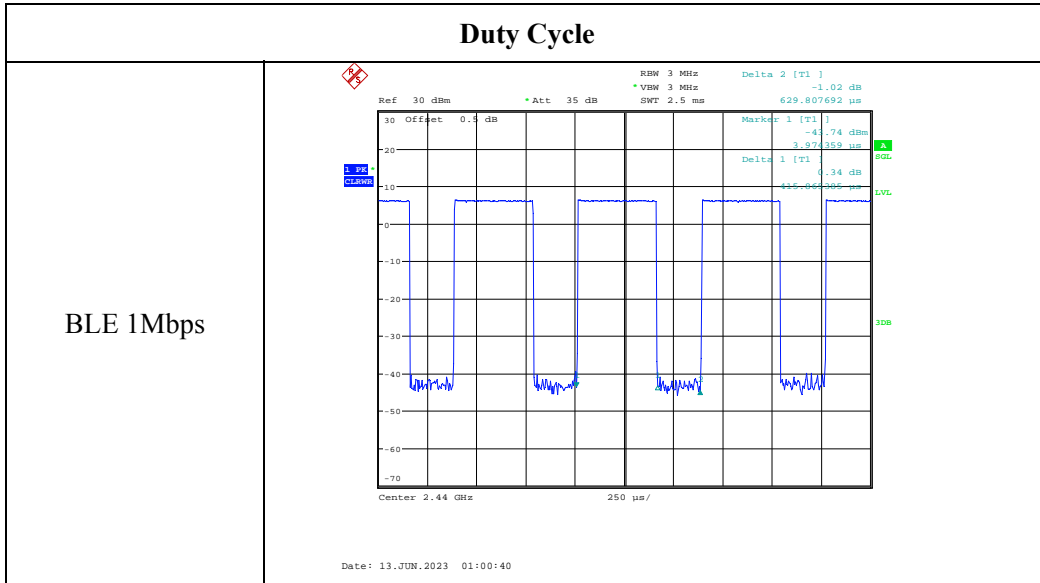 Duty Cycle
BLE 1Mbps
R S
RBW 3 MHz
Delta 2 [T1 ]
* VBW 3 MHz
-1.02 dB
Ref 30 dBm
* Att 35 dB
SWT 2.5 ms
629.807692 µs
30 Offset 0.5 dB
Marker 1 [T1 ]
-43.74 dBm
3.974359 µs
A
20
SGL
Delta 1 [T1 ]
1 PK *
0.34 dB
CLRWR
µs
10
LVL
0
-10
-20
3DB
-30
-40
-50
-60
-70
Center 2.44 GHz
250 µs/
Date: 13.JUN.2023 01:00:40